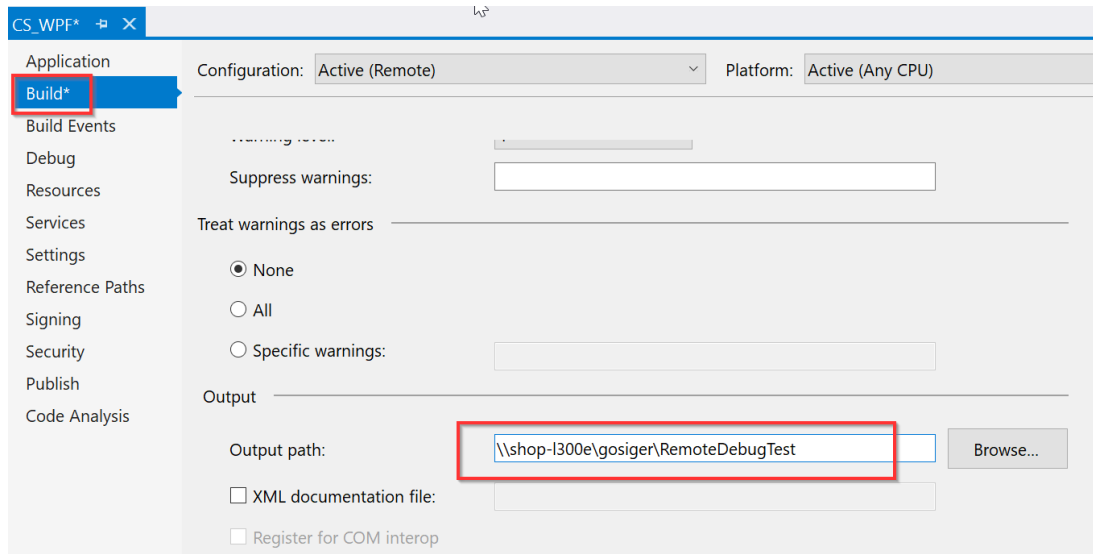 CS_WPF*
Application
Build*
Build Events
Debug
Resources
Services
Settings
Reference Paths
Signing
Security
Publish
Code Analysis
Configuration: Active (Remote) Platform: Active (Any CPU)
Suppress warnings:
Treat warnings as errors
None
All
Specific warnings:
Output
Output path: \\shop-l300e\gosiger\RemoteDebugTest Browse...
XML documentation file:
Register for COM interop